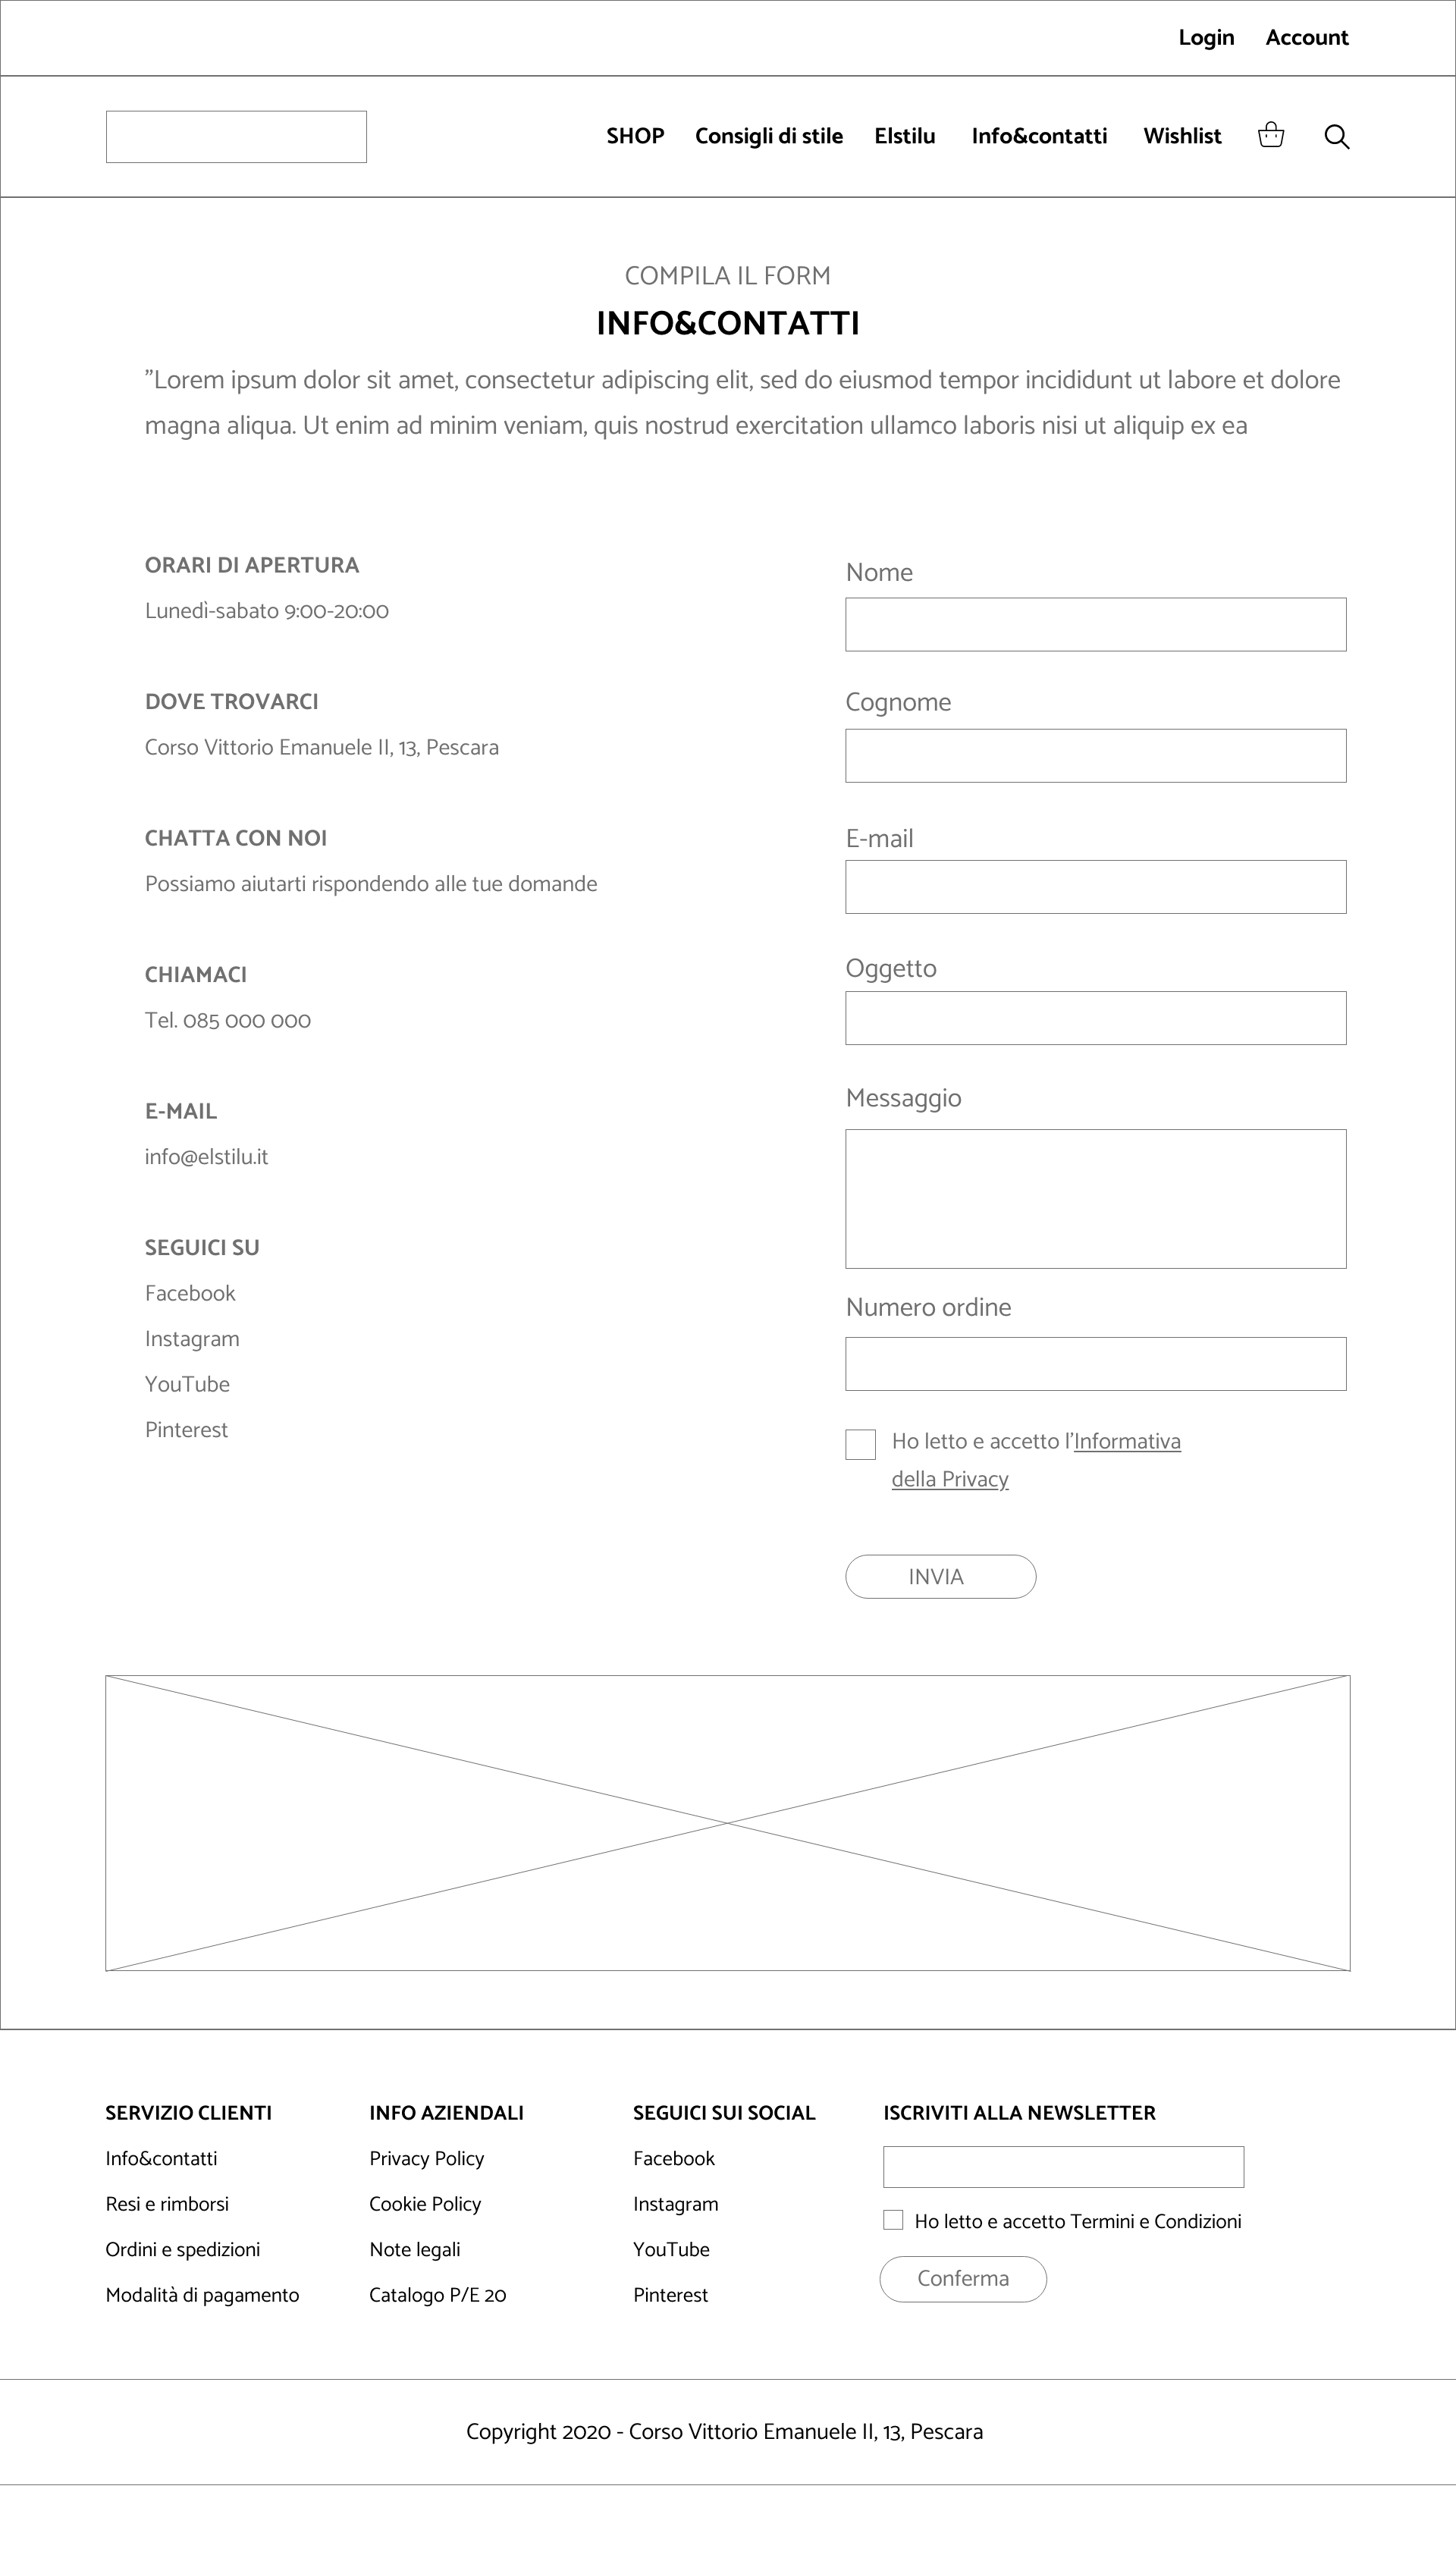 Login Account
SHOP Consigli di stile Elstilu Info&contatti Wishlist
COMPILA IL FORM
INFO&CONTATTI
”Lorem ipsum dolor sit amet, consectetur adipiscing elit, sed do eiusmod tempor incididunt ut labore et dolore
magna aliqua. Ut enim ad minim veniam, quis nostrud exercitation ullamco laboris nisi ut aliquip ex ea
ORARI DI APERTURA
Lunedì-sabato 9:00-20:00
DOVE TROVARCI
Corso Vittorio Emanuele II, 13, Pescara
CHATTA CON NOI
Possiamo aiutarti rispondendo alle tue domande
CHIAMACI
Tel. 085 000 000
E-MAIL
info@elstilu.it
SEGUICI SU
Facebook
Instagram
YouTube
Pinterest
Nome
Cognome
E-mail
Oggetto
Messaggio
Numero ordine
Ho letto e accetto l’Informativa
della Privacy
INVIA
SERVIZIO CLIENTI
Info&contatti
Resi e rimborsi
Ordini e spedizioni
Modalità di pagamento
INFO AZIENDALI
Privacy Policy
Cookie Policy
Note legali
Catalogo P/E 20
SEGUICI SUI SOCIAL
Facebook
Instagram
YouTube
Pinterest
ISCRIVITI ALLA NEWSLETTER
Ho letto e accetto Termini e Condizioni
Conferma
Copyright 2020 - Corso Vittorio Emanuele II, 13, Pescara